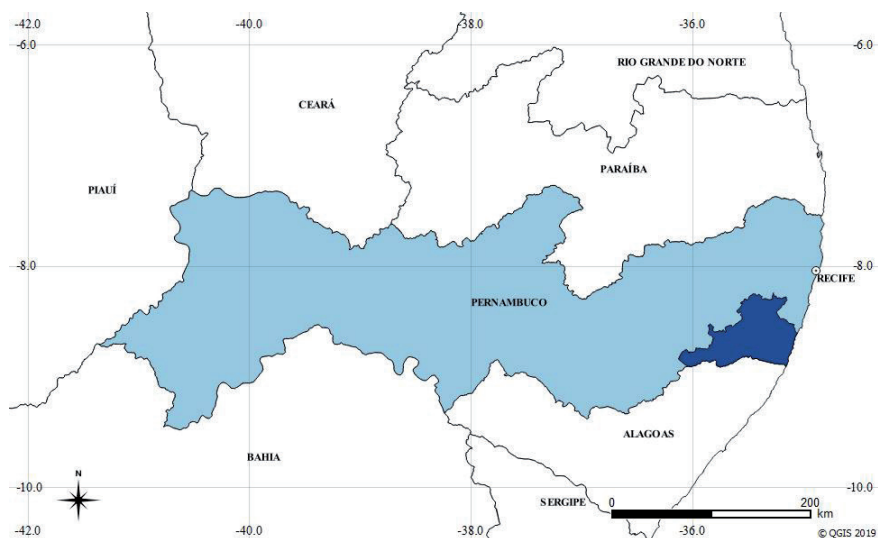 -42.0 -40.0 -38.0 -36.0
-6.0 -6.0
RIO GRANDE DO NORTE
CEARÁ
PARAÍBA
PIAUÍ
-8.0 -8.0
RECIFE
PERNAMBUCO
ALAGOAS
BAHIA
N
-10.0 -10.0
SERGIPE
0 200
km
-42.0 -40.0 -38.0 -36.0
© QGIS 2019